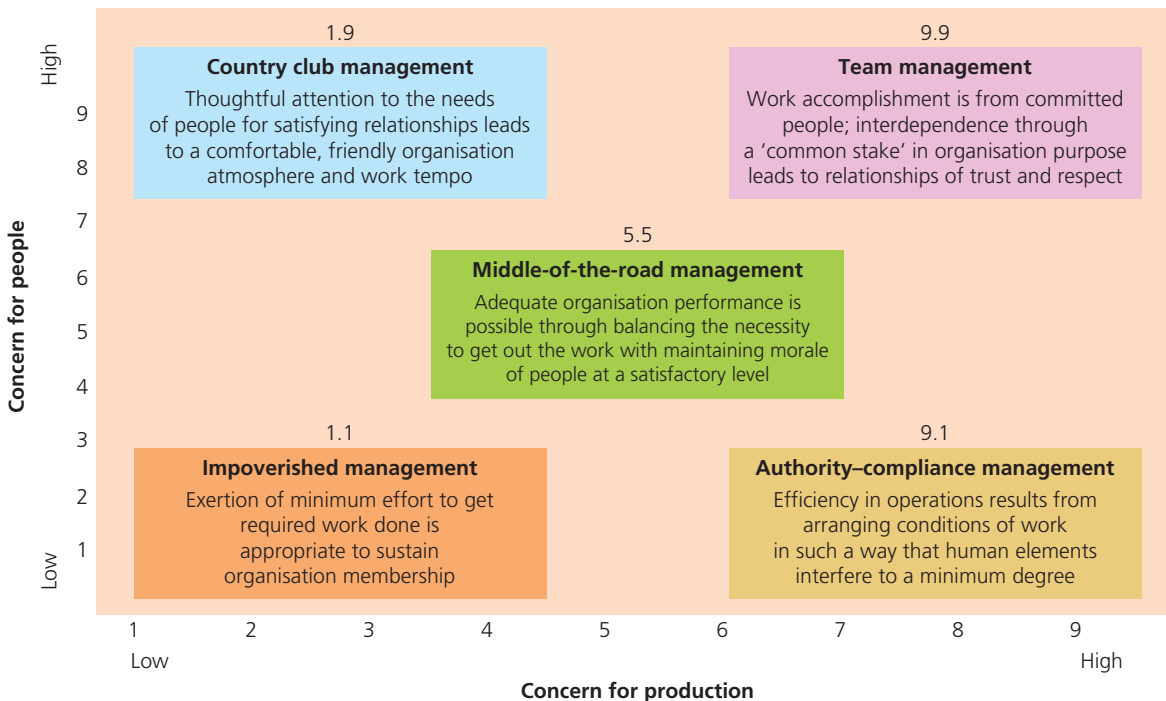 1.9
Country club management
Thoughtful attention to the needs
of people for satisfying relationships leads
to a comfortable, friendly organisation
atmosphere and work tempo
9.9
Team management
Work accomplishment is from committed
people; interdependence through
a ‘common stake’ in organisation purpose
leads to relationships of trust and respect
5.5
Middle-of-the-road management
Adequate organisation performance is
possible through balancing the necessity
to get out the work with maintaining morale
of people at a satisfactory level
1.1
Impoverished management
Exertion of minimum effort to get
required work done is
appropriate to sustain
organisation membership
9.1
Authority–compliance management
Efficiency in operations results from
arranging conditions of work
in such a way that human elements
interfere to a minimum degree
Concern for people
High
9
8
7
6
5
4
3
2
1
Low
1 2 3 4 5 6 7 8 9
Low High
Concern for production